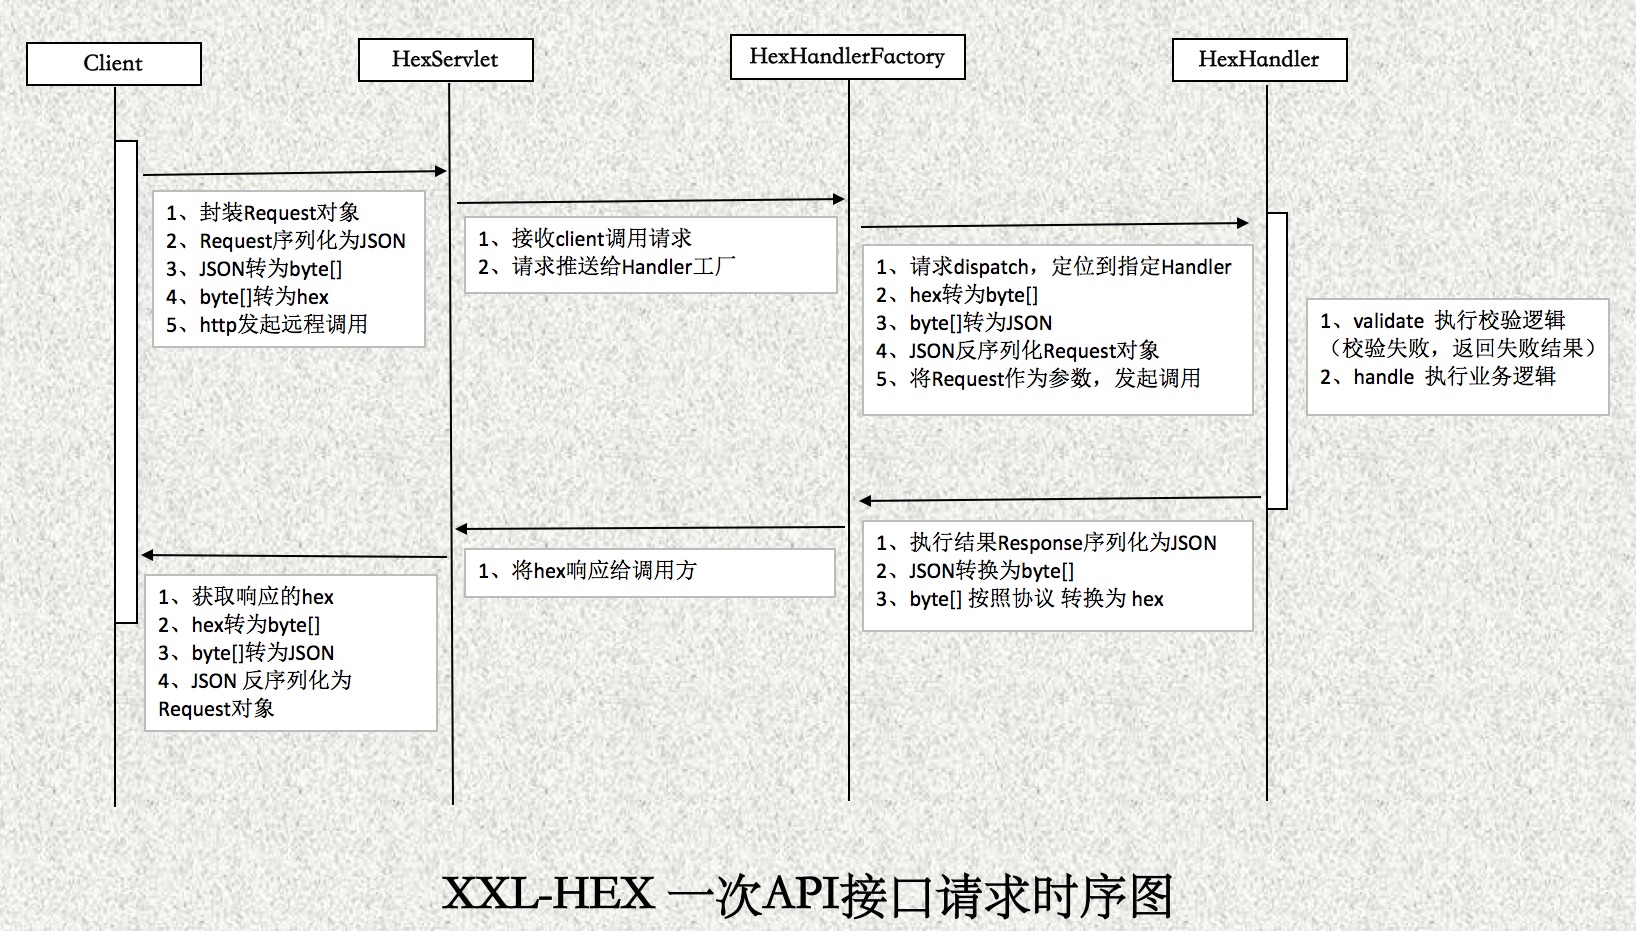 Client
HexServlet
HexHandlerFactory
HexHandler
1、封装Request对象
2、Request序列化为JSON
3、JSON转为byte[]
4、byte[]转为hex
5、http发起远程调用
1、接收client调用请求
2、请求推送给Handler工厂
1、请求dispatch，定位到指定Handler
2、hex转为byte[]
3、byte[]转为JSON
4、JSON反序列化Request对象
5、将Request作为参数，发起调用
1、validate 执行校验逻辑
（校验失败，返回失败结果）
2、handle 执行业务逻辑
1、执行结果Response序列化为JSON
2、JSON转换为byte[]
3、byte[] 按照协议 转换为 hex
1、将hex响应给调用方
1、获取响应的hex
2、hex转为byte[]
3、byte[]转为JSON
4、JSON 反序列化为
Request对象
XXL-HEX 一次API接口请求时序图